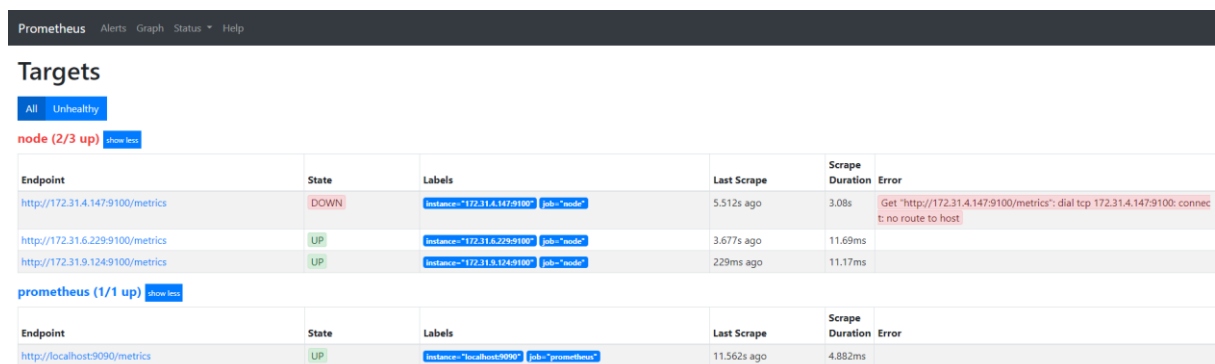 Prometheus Alerts Graph Status Help
Targets
All Unhealthy
node (2/3 up) show less
Endpoint State Labels Last Scrape Scrape Duration Error
http://172.31.4.147:9100/metrics DOWN instance="172.31.4.147:9100" job="node" 5.512s ago 3.08s Get "http://172.31.4.147:9100/metrics": dial tcp 172.31.4.147:9100: connec
t: no route to host
http://172.31.6.229:9100/metrics UP instance="172.31.6.229:9100" job="node" 3.677s ago 11.69ms
http://172.31.9.124:9100/metrics UP instance="172.31.9.124:9100" job="node" 229ms ago 11.17ms
prometheus (1/1 up) show less
Endpoint State Labels Last Scrape Scrape Duration Error
http://localhost:9090/metrics UP instance="localhost:9090" job="prometheus" 11.562s ago 4.882ms